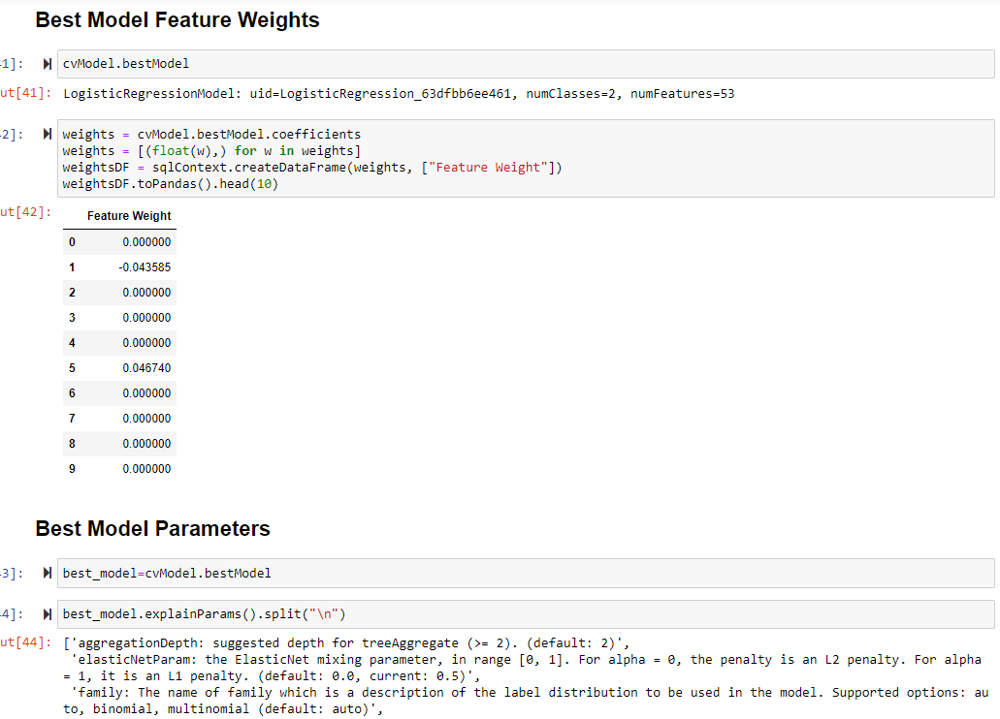 Best Model Feature Weights
41]:
cvModel.bestModel
ut[41]: LogisticRegressionModel: uid=LogisticRegression_63dfbb6ee461, numClasses=2, numFeatures=53
2]:
weights = cvModel.bestModel.coefficients
weights = [(float(w),) for w in weights]
weightsDF = sqlContext.createDataFrame(weights, ["Feature Weight"])
weightsDF.toPandas().head(10)
ut[42]:
Feature Weight
0 0.000000
1 -0.043585
2 0.000000
3 0.000000
4 0.000000
5 0.046740
6 0.000000
7 0.000000
8 0.000000
9 0.000000
Best Model Parameters
3]:
best_model=cvModel.bestModel
4]:
best_model.explainParams().split("\n")
ut[44]: ['aggregationDepth: suggested depth for treeAggregate (>= 2). (default: 2)',
'elasticNetParam: the ElasticNet mixing parameter, in range [0, 1]. For alpha = 0, the penalty is an L2 penalty. For alpha
= 1, it is an L1 penalty. (default: 0.0, current: 0.5)',
'family: The name of family which is a description of the label distribution to be used in the model. Supported options: au
to, binomial, multinomial (default: auto)',